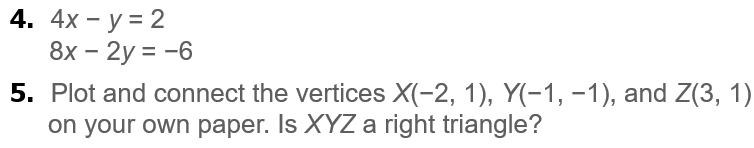 4. 4x − y = 2
8x − 2y = −6
5. Plot and connect the vertices X(−2, 1), Y(−1, −1), and Z(3, 1)
on your own paper. Is XYZ a right triangle?